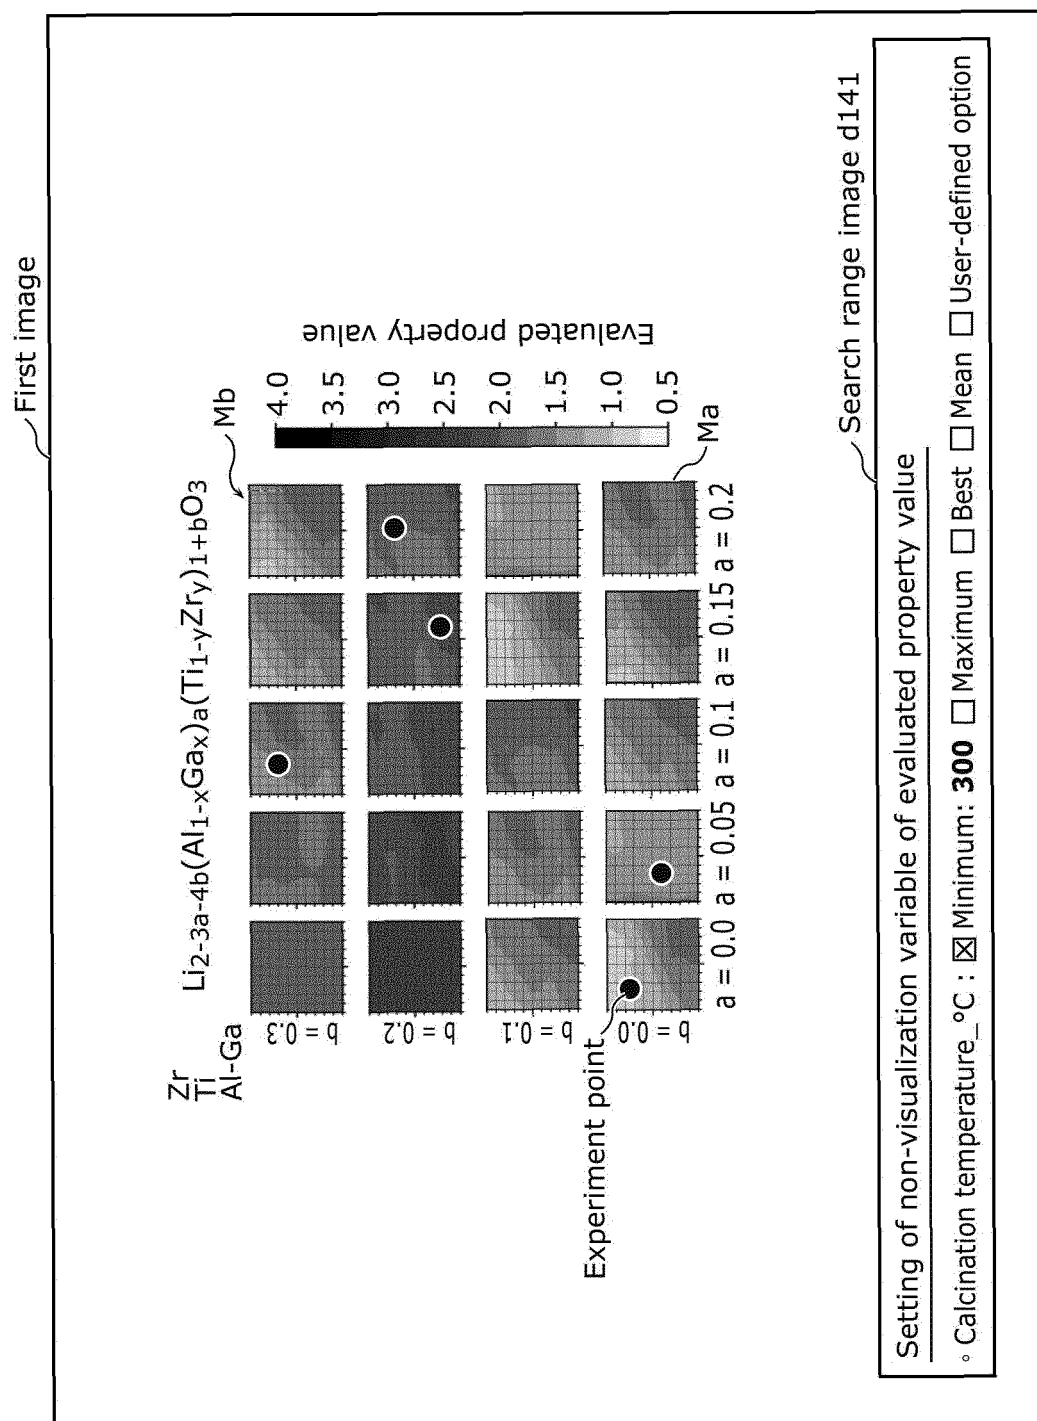 First image
Li2-3a-4b(Al1-xGax)a(Ti1-yZry)1+bO3
Mb
Zr
Ti
Al-Ga
b = 0.3
b = 0.2
b = 0.1
b = 0.0
a = 0.0
a = 0.05
a = 0.1
a = 0.15
a = 0.2
Ma
4.0
3.5
3.0
2.5
2.0
1.5
1.0
0.5
Evaluated property value
Experiment point
Search range image d141
Setting of non-visualization variable of evaluated property value
◦ Calcination temperature_°C : ☒ Minimum: 300 ☐ Maximum ☐ Best ☐ Mean ☐ User-defined option